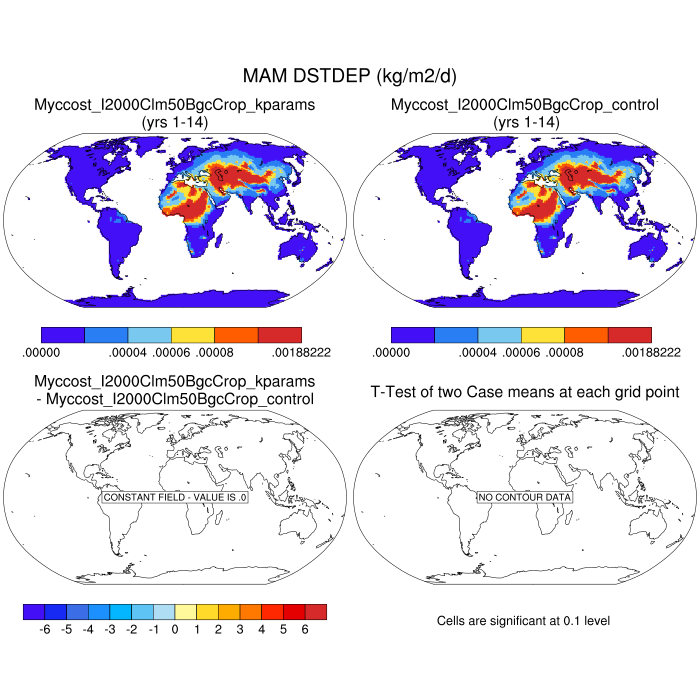 MAM DSTDEP (kg/m2/d)
Myccost_I2000Clm50BgcCrop_kparams
(yrs 1-14)
Myccost_I2000Clm50BgcCrop_control
(yrs 1-14)
.00000 .00004 .00006 .00008 .00188222
.00000 .00004 .00006 .00008 .00188222
Myccost_I2000Clm50BgcCrop_kparams
- Myccost_I2000Clm50BgcCrop_control
T-Test of two Case means at each grid point
CONSTANT FIELD - VALUE IS .0
NO CONTOUR DATA
-6 -5 -4 -3 -2 -1 0 1 2 3 4 5 6
Cells are significant at 0.1 level